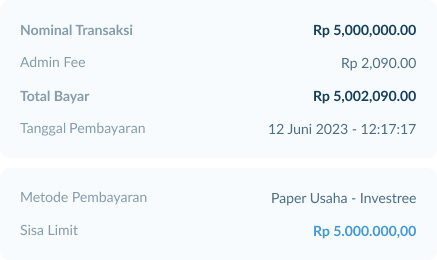 Nominal Transaksi Rp 5,000,000.00
Admin Fee Rp 2,090.00
Total Bayar Rp 5,002,090.00
Tanggal Pembayaran 12 Juni 2023 - 12:17:17
Metode Pembayaran Paper Usaha - Investree
Sisa Limit Rp 5.000.000,00